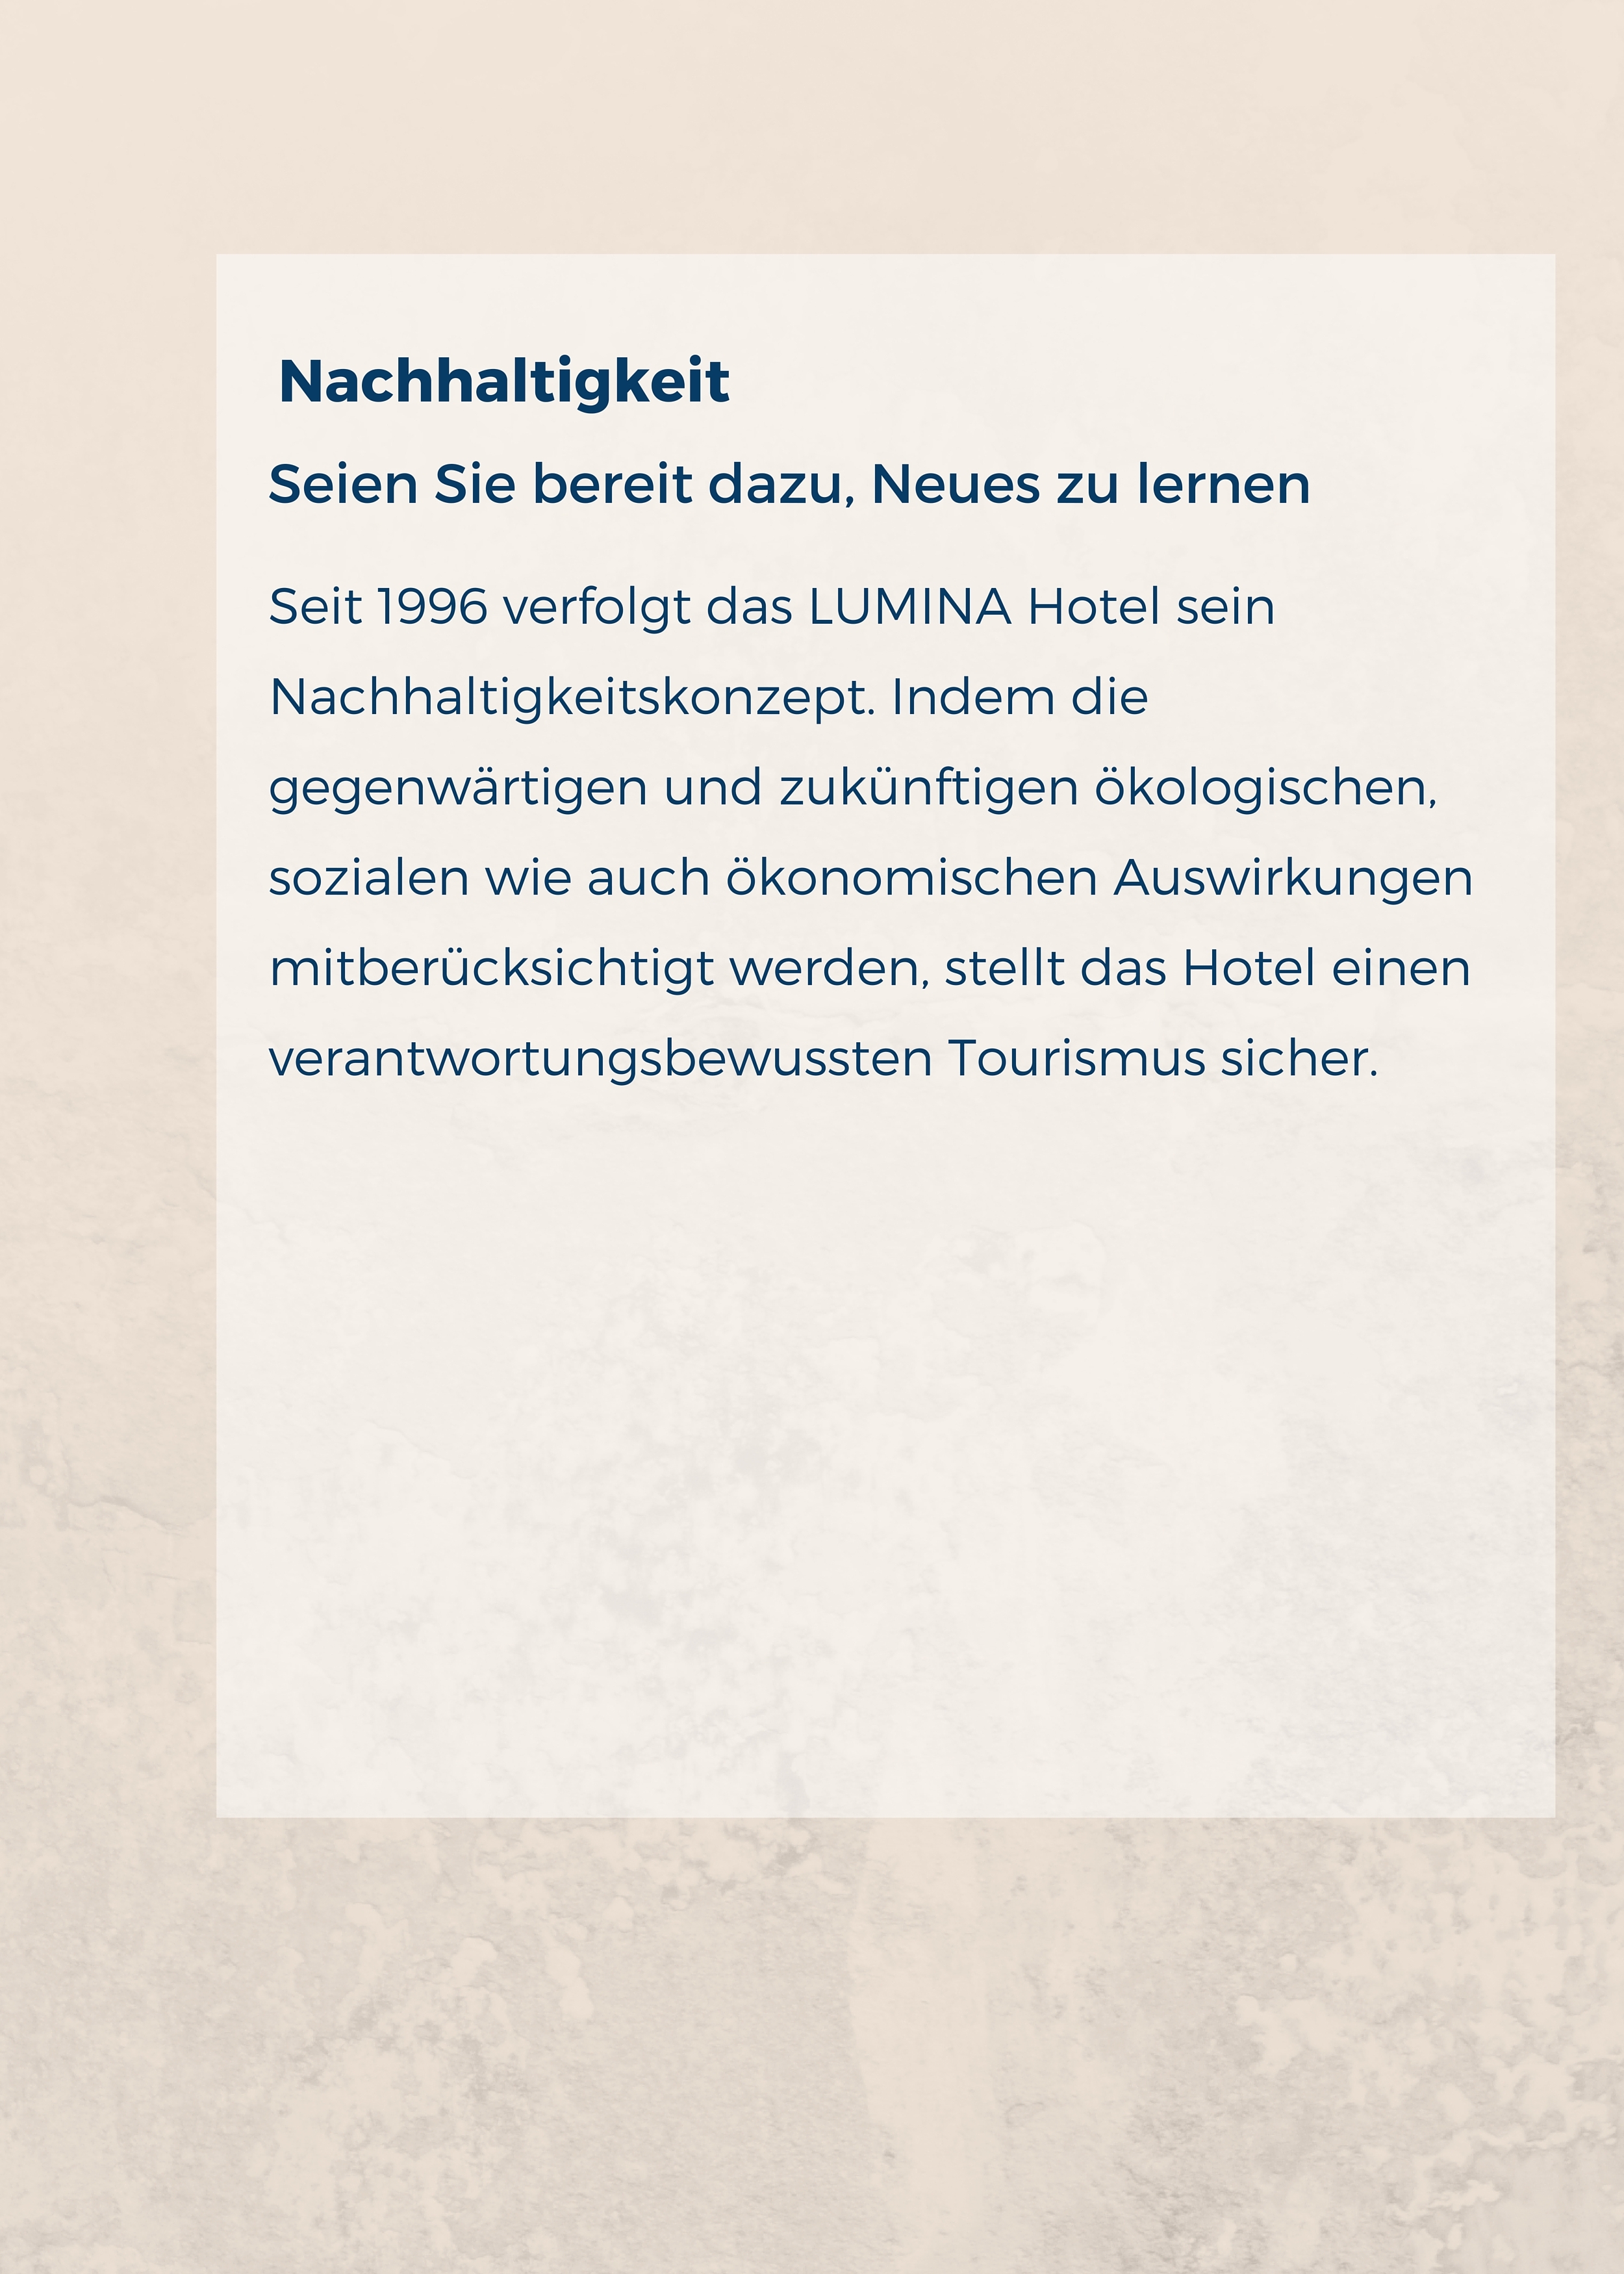 Nachhaltigkeit
Seien Sie bereit dazu, Neues zu lernen
Seit 1996 verfolgt das LUMINA Hotel sein
Nachhaltigkeitskonzept. Indem die
gegenwärtigen und zukünftigen ökologischen,
sozialen wie auch ökonomischen Auswirkungen
mitberücksichtigt werden, stellt das Hotel einen
verantwortungsbewussten Tourismus sicher.